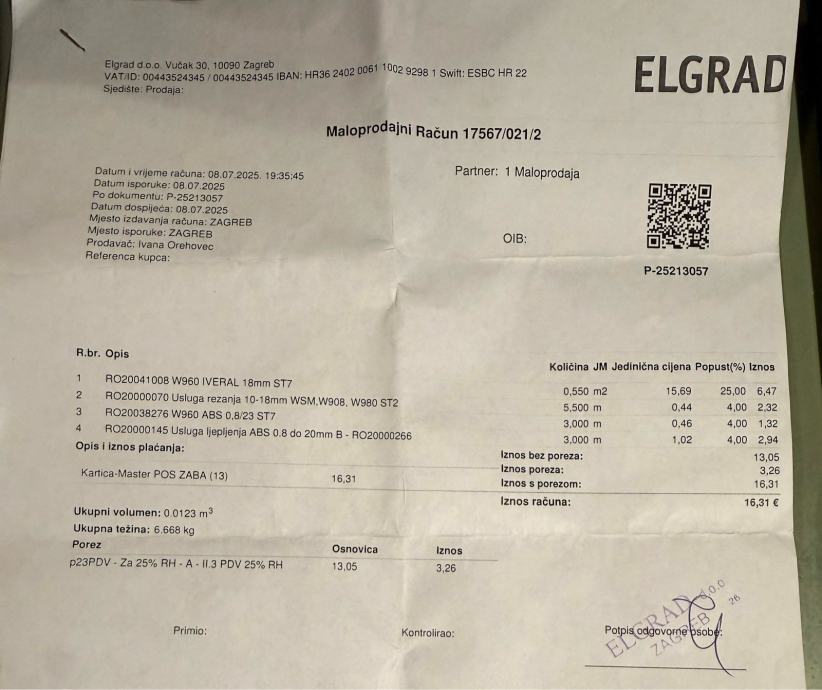 Elgrad d.o.o. Vučak 30, 10090 Zagreb
VAT/ID: 00443524345 / 00443524345 IBAN: HR36 2402 0061 1002 9298 1 Swift: ESBC HR 22
Sjedište: Prodaja:
ELGRAD
Maloprodajni Račun 17567/021/2
Datum i vrijeme računa: 08.07.2025. 19:35:45
Datum isporuke: 08.07.2025
Po dokumentu: P-25213057
Datum dospijeća: 08.07.2025
Mjesto izdavanja računa: ZAGREB
Mjesto isporuke: ZAGREB
Prodavač: Ivana Orehovec
Referenca kupca:
Partner: 1 Maloprodaja
OIB:
P-25213057
R.br. Opis Količina JM Jedinična cijena Popust(%) Iznos
1 RO20041008 W960 IVERAL 18mm ST7 0,550 m2 15,69 25,00 6,47
2 RO20000070 Usluga rezanja 10-18mm WSM,W908, W980 ST2 5,500 m 0,44 4,00 2,32
3 RO20038276 W960 ABS 0,8/23 ST7 3,000 m 0,46 4,00 1,32
4 RO20000145 Usluga ljepljenja ABS 0.8 do 20mm B - RO20000266 3,000 m 1,02 4,00 2,94
Opis i iznos plaćanja:
Kartica-Master POS ZABA (13) 16,31
Iznos bez poreza: 13,05
Iznos poreza: 3,26
Iznos s porezom: 16,31
Iznos računa: 16,31 €
Ukupni volumen: 0.0123 m³
Ukupna težina: 6.668 kg
Porez Osnovica Iznos
p23PDV - Za 25% RH - A - II.3 PDV 25% RH 13,05 3,26
Primio:
Kontrolirao:
Potpis odgovorne osobe:
ELGRAD d.o.o
ZAGREB 26